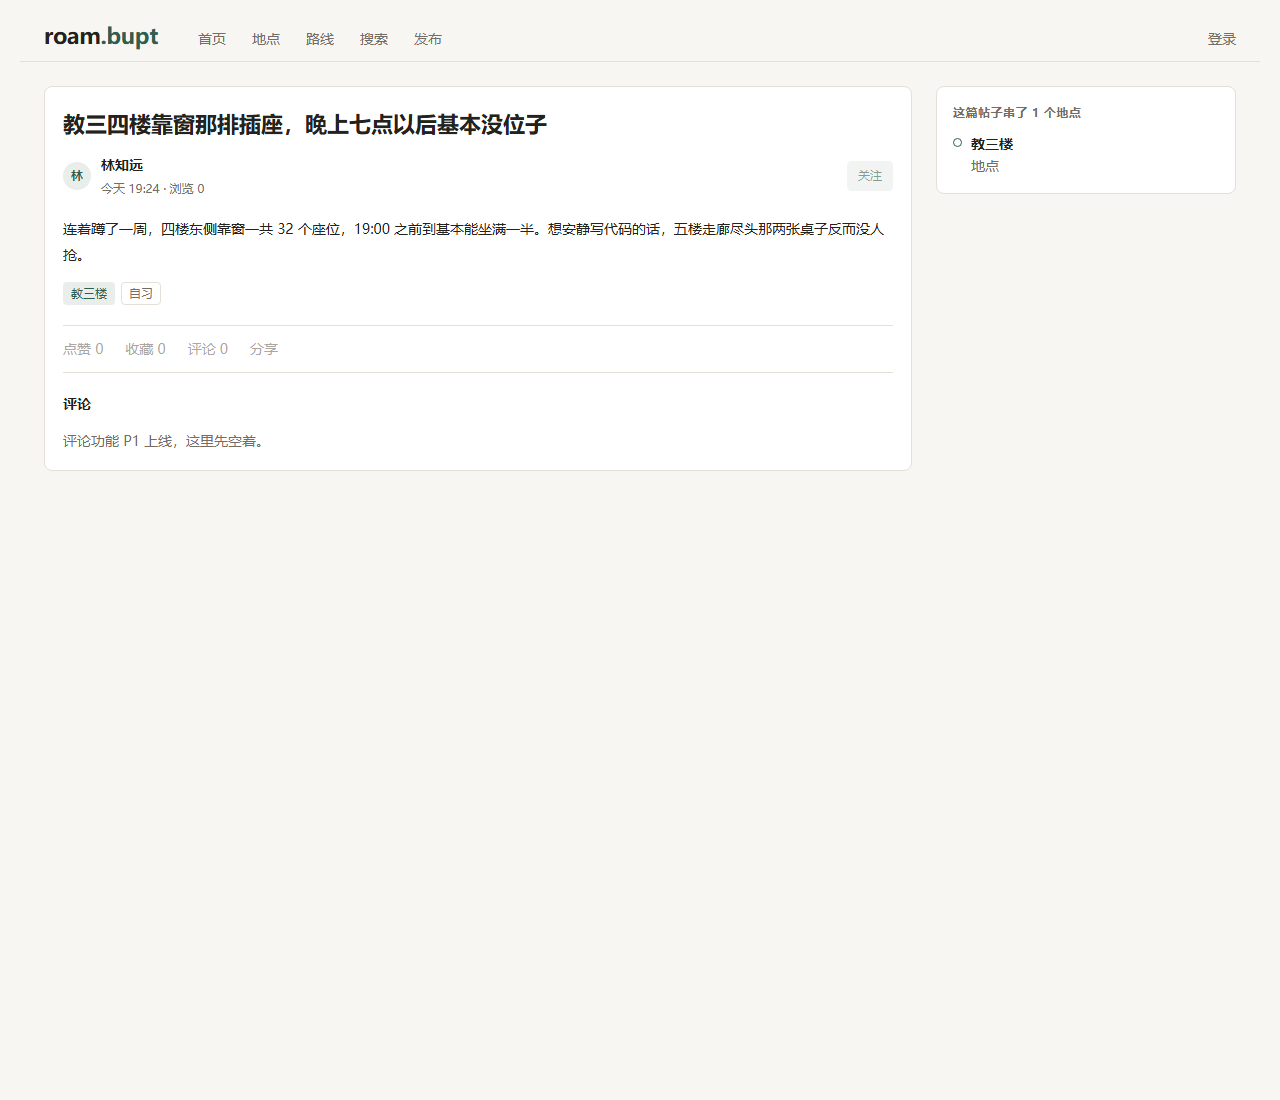 roam.bupt
首页 地点 路线 搜索 发布
登录
教三四楼靠窗那排插座，晚上七点以后基本没位子
林
林知远
今天 19:24 · 浏览 0
关注
连着蹲了一周，四楼东侧靠窗一共 32 个座位，19:00 之前到基本能坐满一半。想安静写代码的话，五楼走廊尽头那两张桌子反而没人
抢。
教三楼 自习
点赞 0 收藏 0 评论 0 分享
评论
评论功能 P1 上线，这里先空着。
这篇帖子串了 1 个地点
教三楼
地点